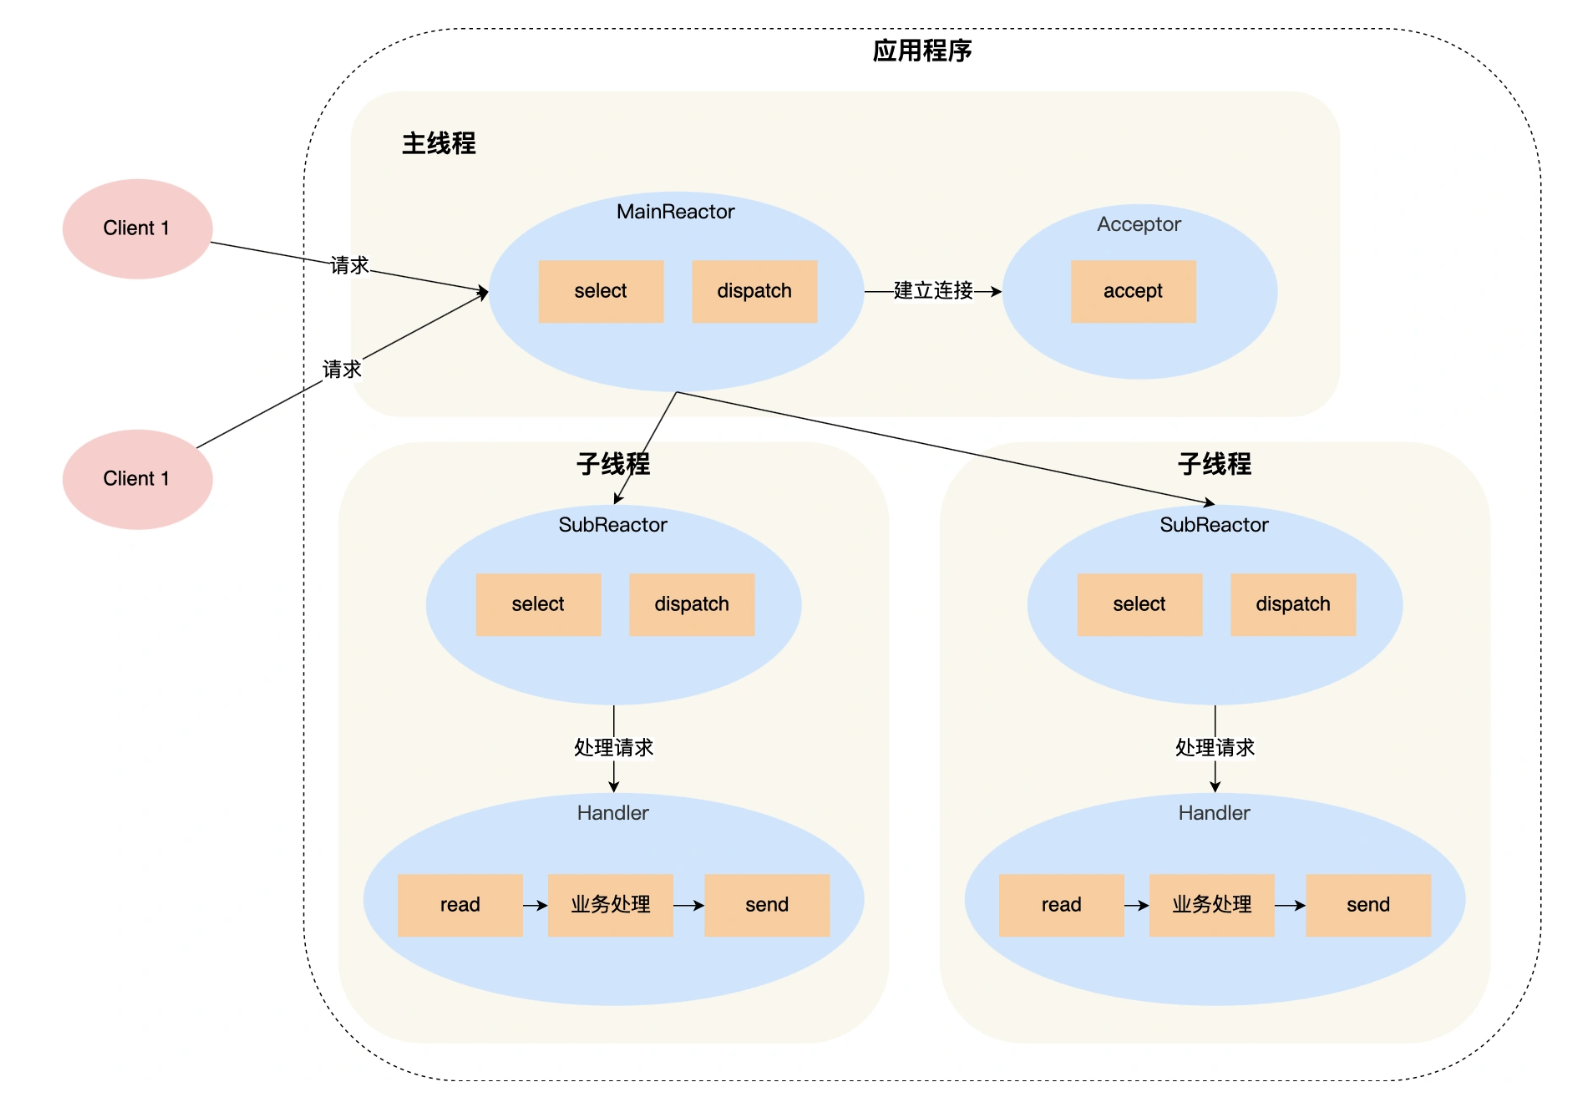 应用程序
主线程
Client 1
请求
MainReactor
select
dispatch
建立连接
Acceptor
accept
请求
Client 1
子线程
SubReactor
select
dispatch
处理请求
Handler
read
业务处理
send
子线程
SubReactor
select
dispatch
处理请求
Handler
read
业务处理
send